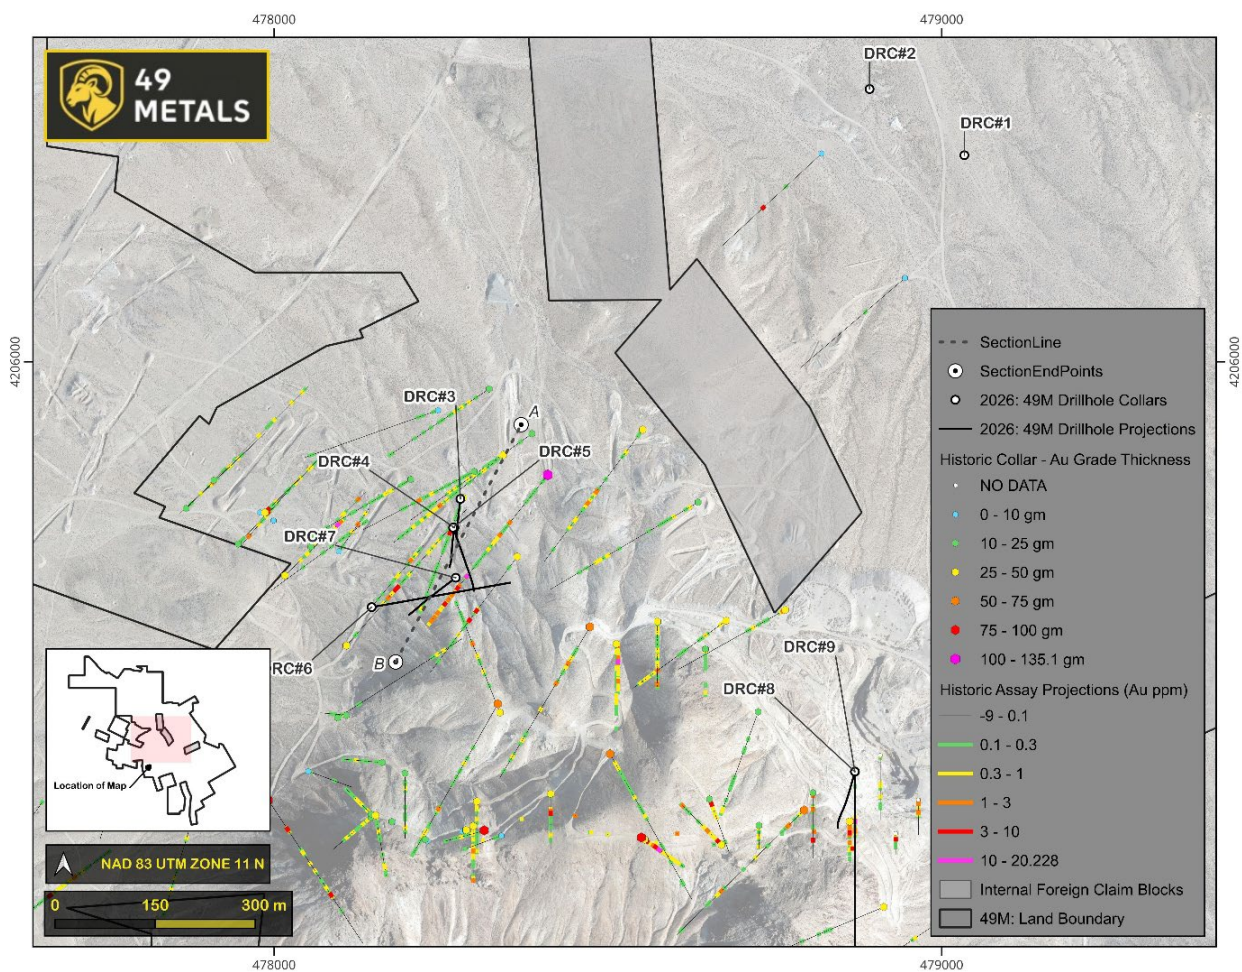 478000
479000
49
METALS
DRC#2
DRC#1
4206000
4206000
DRC#3
A
DRC#4
DRC#5
DRC#7
B
RC#6
DRC#9
DRC#8
SectionLine
SectionEndPoints
2026: 49M Drillhole Collars
2026: 49M Drillhole Projections
Historic Collar - Au Grade Thickness
NO DATA
0 - 10 gm
10 - 25 gm
25 - 50 gm
50 - 75 gm
75 - 100 gm
100 - 135.1 gm
Historic Assay Projections (Au ppm)
-9 - 0.1
0.1 - 0.3
0.3 - 1
1 - 3
3 - 10
10 - 20.228
Internal Foreign Claim Blocks
49M: Land Boundary
Location of Map
NAD 83 UTM ZONE 11 N
0 150 300 m
478000
479000